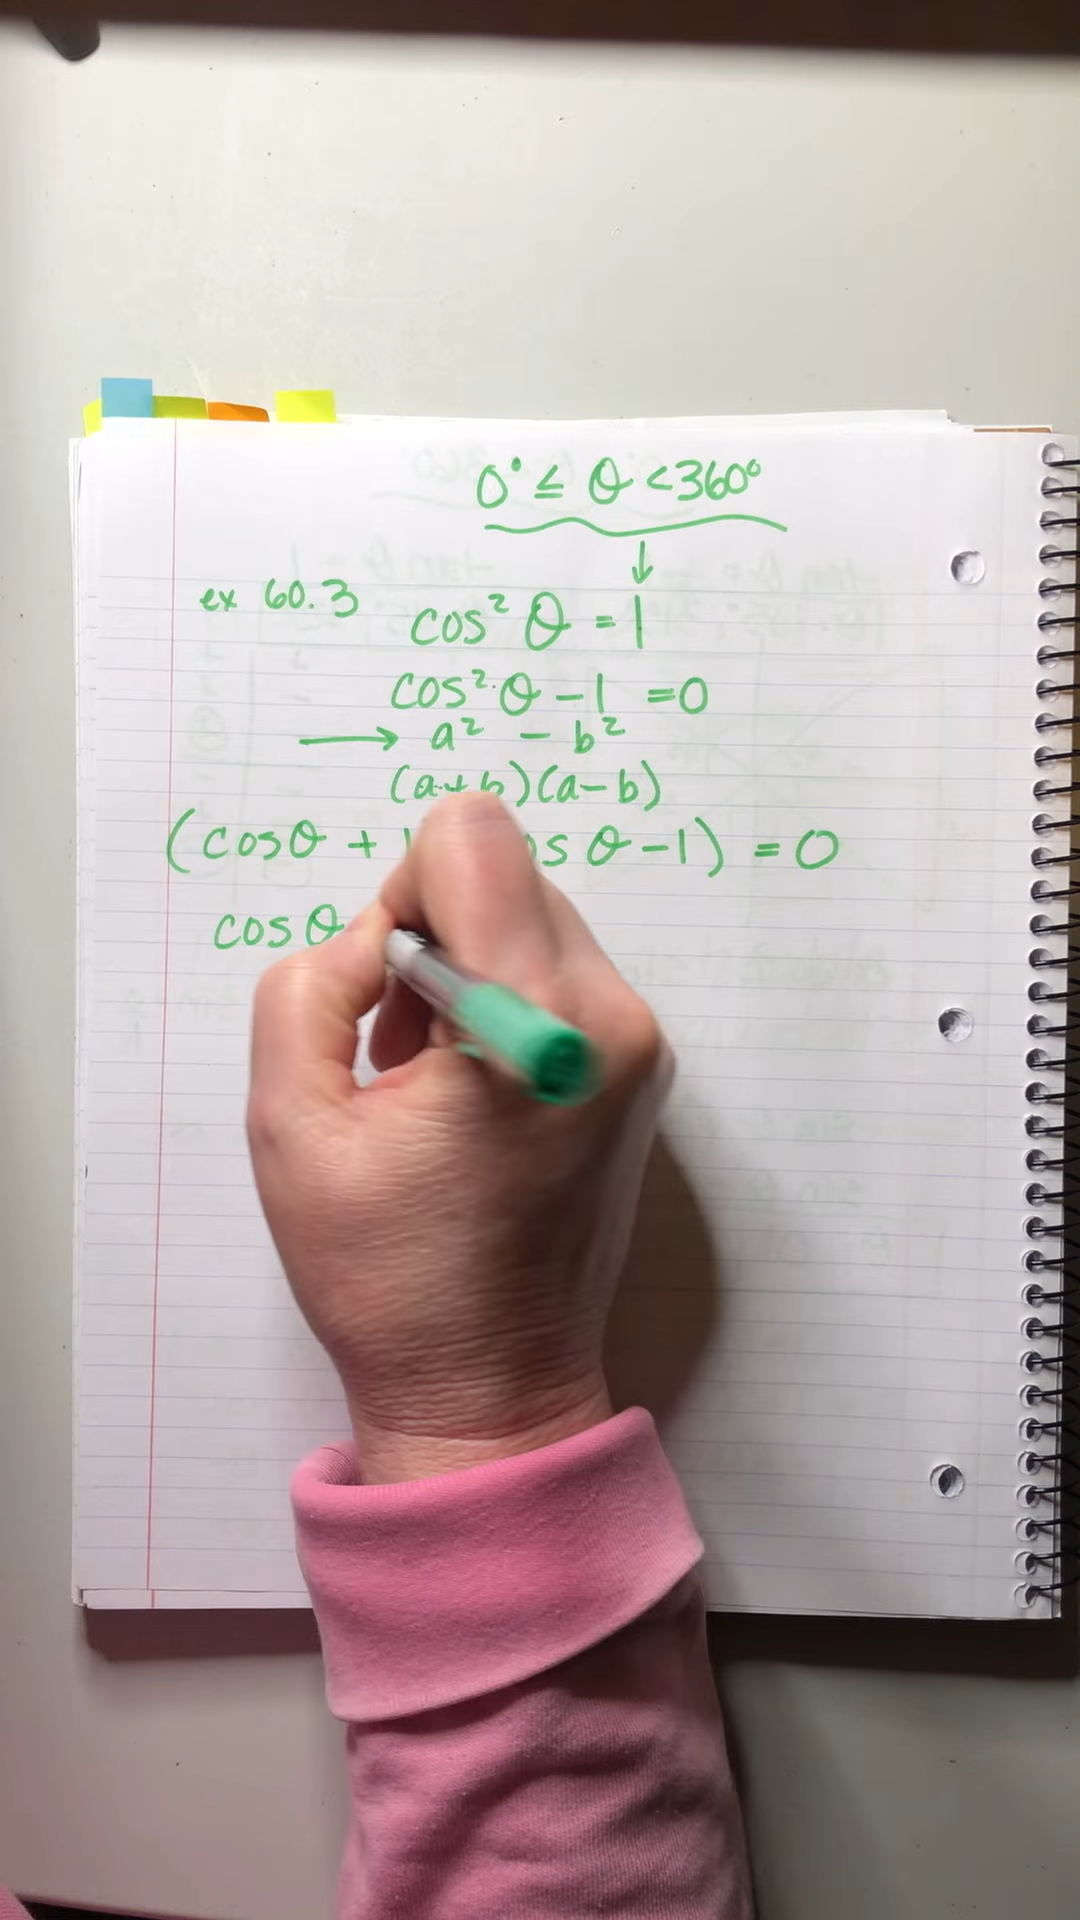 0° ≤ θ < 360°
↓
ex 60.3 cos² θ = 1
cos² θ - 1 = 0
→ a² - b²
(a+b)(a-b)
(cosθ + θ-1) = 0
cos θ